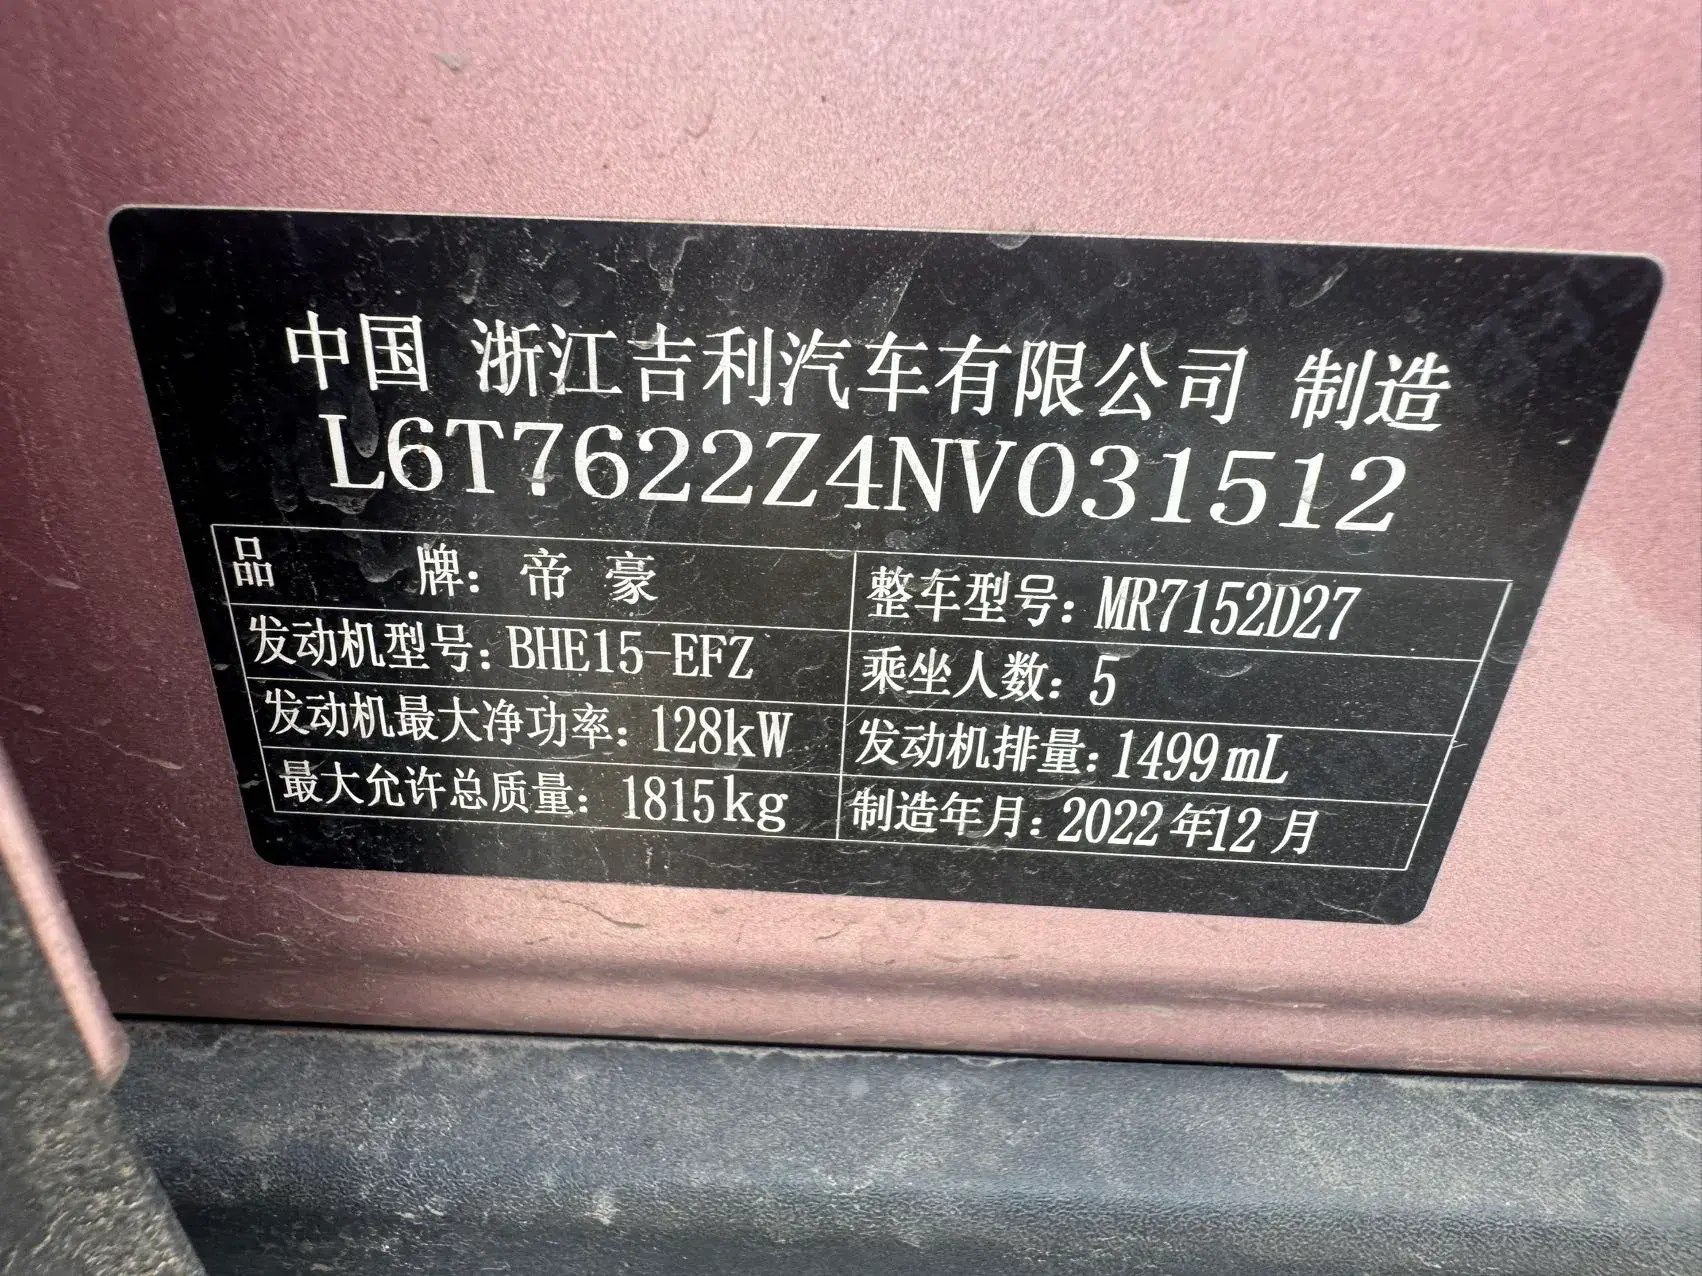 中国 浙江吉利汽车有限公司 制造
L6T7622Z4NV031512
品 牌: 帝豪 整车型号: MR7152D27
发动机型号: BHE15-EFZ 乘坐人数: 5
发动机最大净功率: 128kW 发动机排量: 1499mL
最大允许总质量: 1815kg 制造年月: 2022年12月